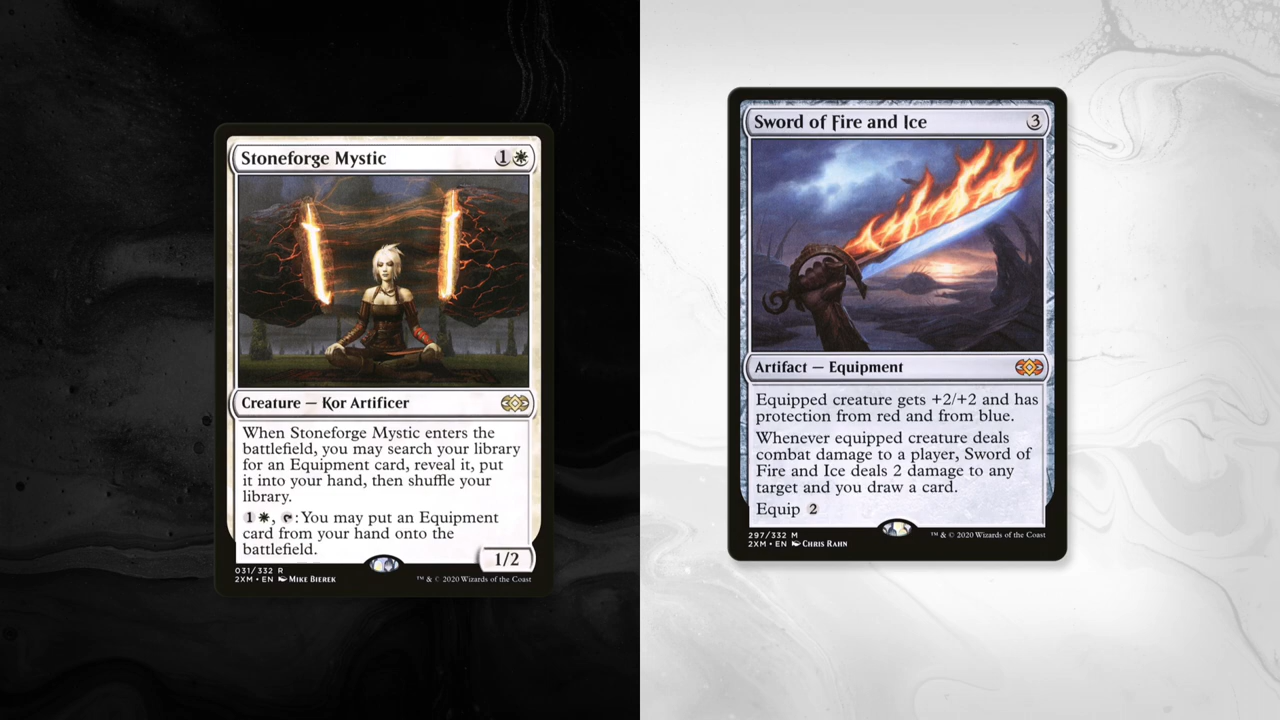 Stoneforge Mystic 1
Creature — Kor Artificer
When Stoneforge Mystic enters the
battlefield, you may search your library
for an Equipment card, reveal it, put
it into your hand, then shuffle your
library.
1 , : You may put an Equipment
card from your hand onto the
battlefield.
1/2
031/332 R
2XM • EN Mike Bierek
™ & © 2020 Wizards of the Coast
Sword of Fire and Ice 3
Artifact — Equipment
Equipped creature gets +2/+2 and has
protection from red and from blue.
Whenever equipped creature deals
combat damage to a player, Sword of
Fire and Ice deals 2 damage to any
target and you draw a card.
Equip 2
297/332 M
2XM • EN Chris Rahn
™ & © 2020 Wizards of the Coast